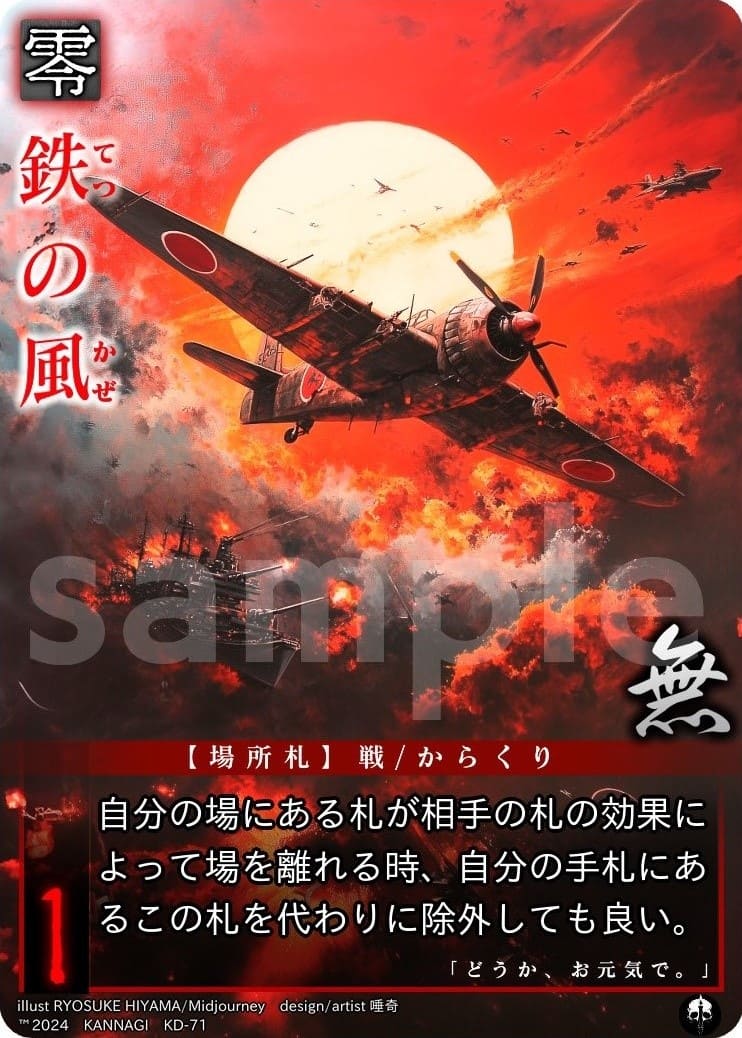 零
鉄の風
てつ
かぜ
sample
無
【場所札】戦/からくり
自分の場にある札が相手の札の効果に
よって場を離れる時、自分の手札にあ
るこの札を代わりに除外しても良い。
1
「どうか、お元気で。」
illust RYOSUKE HIYAMA/Midjourney design/artist 唾奇
™2024 KANNAGI KD-71